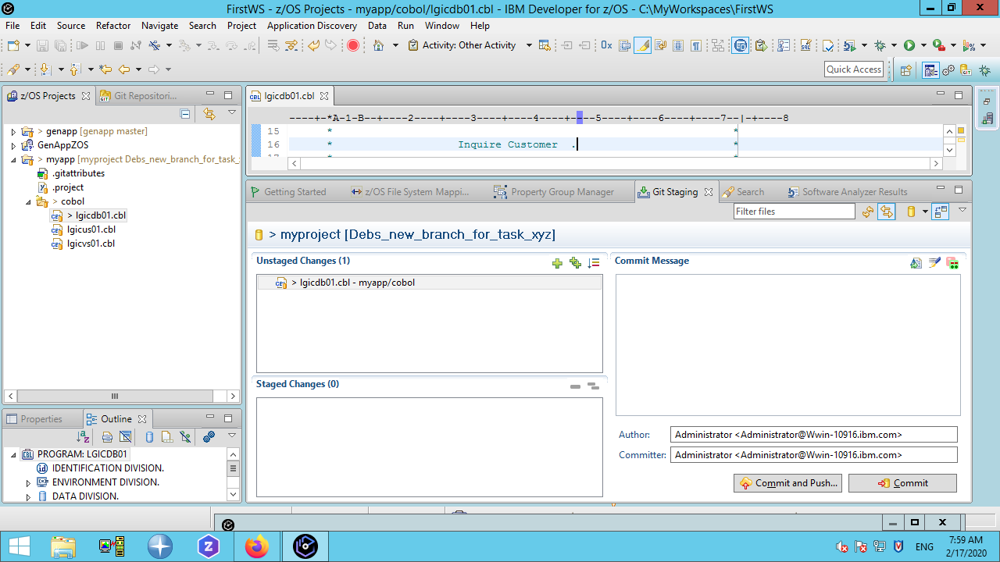 FirstWS - z/OS Projects - myapp/cobol/lgicdb01.cbl - IBM Developer for z/OS - C:\MyWorkspaces\FirstWS
File Edit Source Refactor Navigate Search Project Application Discovery Data Run Window Help
Activity: Other Activity
Quick Access
z/OS Projects
Git Repositori...
> genapp [genapp master]
GenAppZOS
> myapp [myproject Debs_new_branch_for_task_
.gitattributes
.project
> cobol
> lgicdb01.cbl
lgicus01.cbl
lgicvs01.cbl
Properties
Outline
PROGRAM: LGICDB01
IDENTIFICATION DIVISION.
ENVIRONMENT DIVISION.
DATA DIVISION.
lgicdb01.cbl
----+-*A-1-B--+----2----+----3----+----4----+----5----+----6----+----7--|-+----8
15 * *
16 * Inquire Customer . *
17 * *
Getting Started
z/OS File System Mappi...
Property Group Manager
Git Staging
Search
Software Analyzer Results
Filter files
> myproject [Debs_new_branch_for_task_xyz]
Unstaged Changes (1)
> lgicdb01.cbl - myapp/cobol
Staged Changes (0)
Commit Message
Author: Administrator <Administrator@Wwin-10916.ibm.com>
Committer: Administrator <Administrator@Wwin-10916.ibm.com>
Commit and Push...
Commit
ENG
7:59 AM
2/17/2020